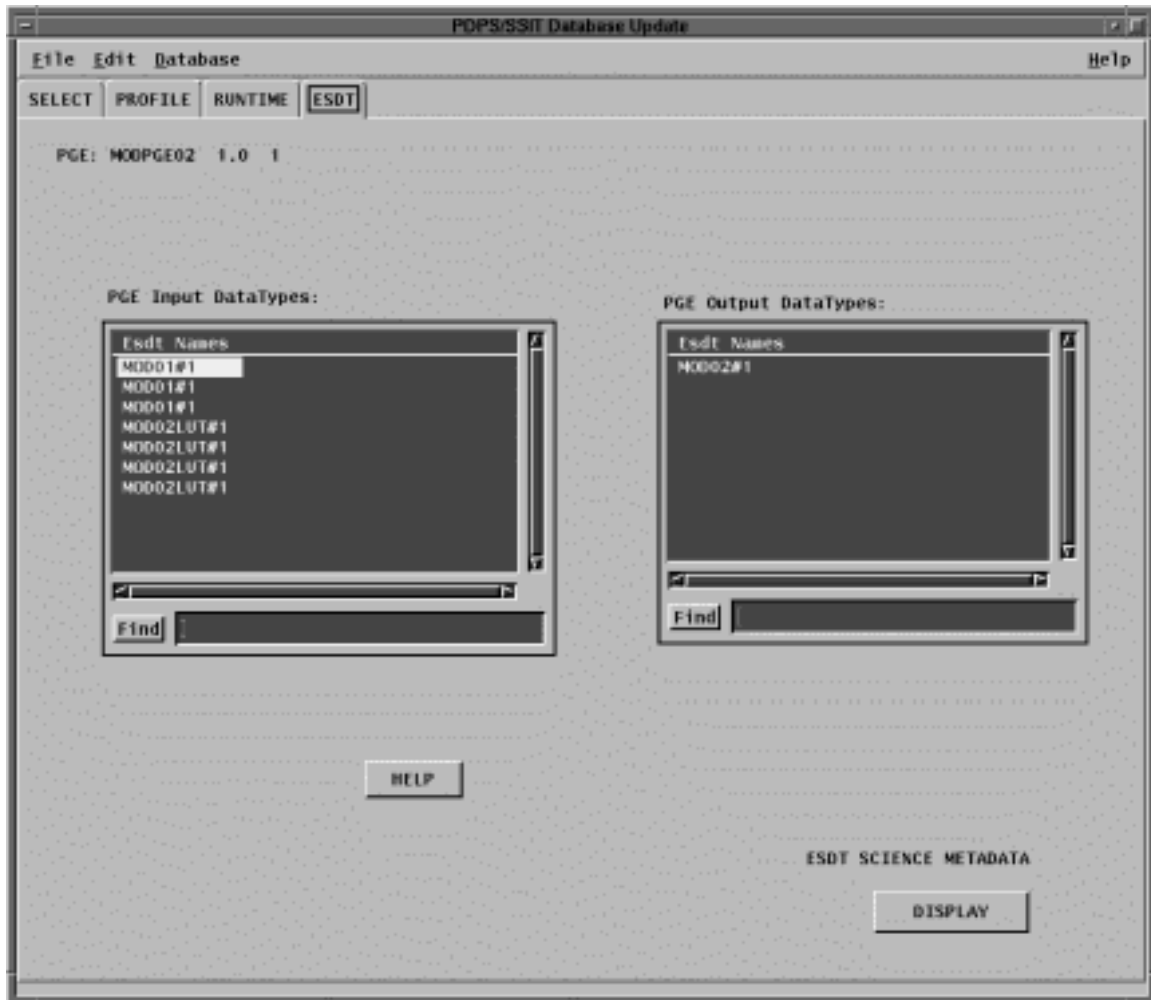 PDPS/SSIT Database Update
File Edit Database Help
SELECT PROFILE RUNTIME ESDT
PGE: MODPGE02 1.0 1
PGE Input DataTypes:
PGE Output DataTypes:
Esdt Names
MOD01#1
MOD01#1
MOD01#1
MOD02LUT#1
MOD02LUT#1
MOD02LUT#1
MOD02LUT#1
Find
Esdt Names
MOD02#1
Find
HELP
ESDT SCIENCE METADATA
DISPLAY